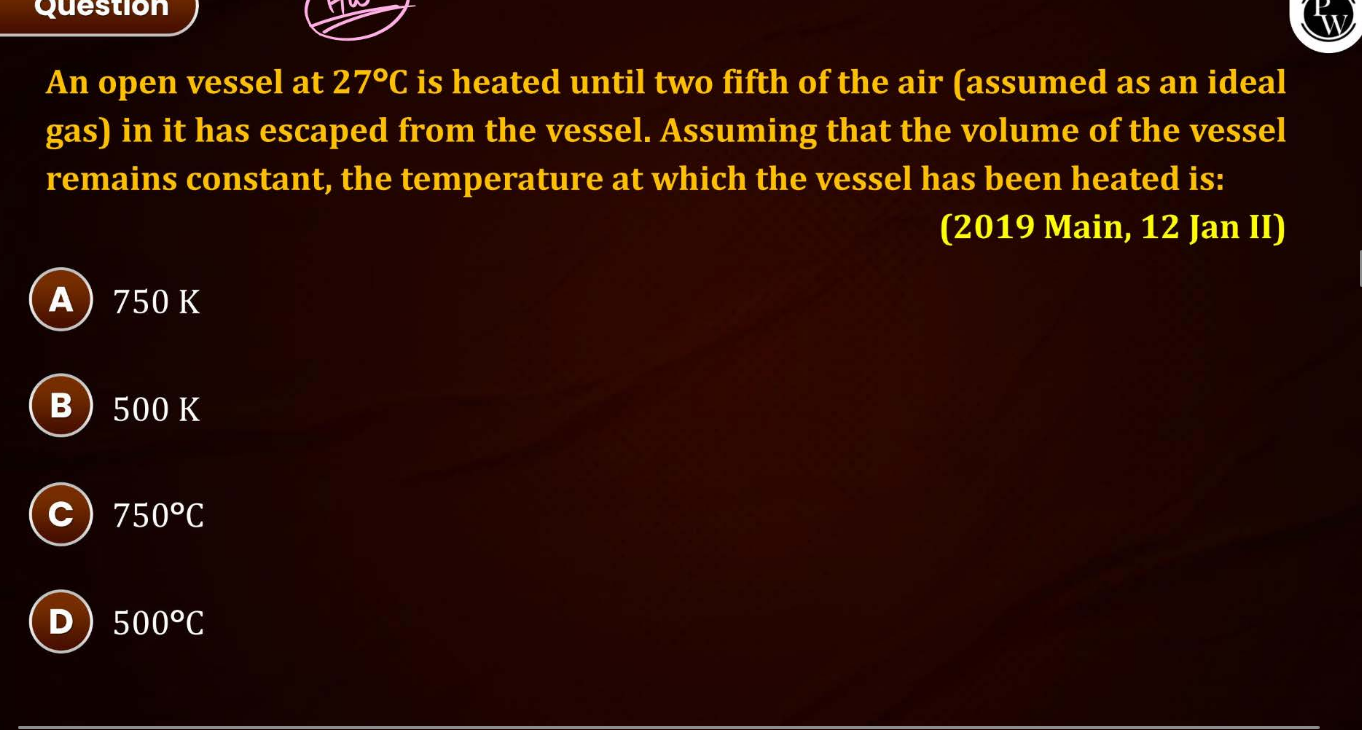 Question
HW
PW
An open vessel at 27°C is heated until two fifth of the air (assumed as an ideal
gas) in it has escaped from the vessel. Assuming that the volume of the vessel
remains constant, the temperature at which the vessel has been heated is:
(2019 Main, 12 Jan II)
A 750 K
B 500 K
C 750°C
D 500°C